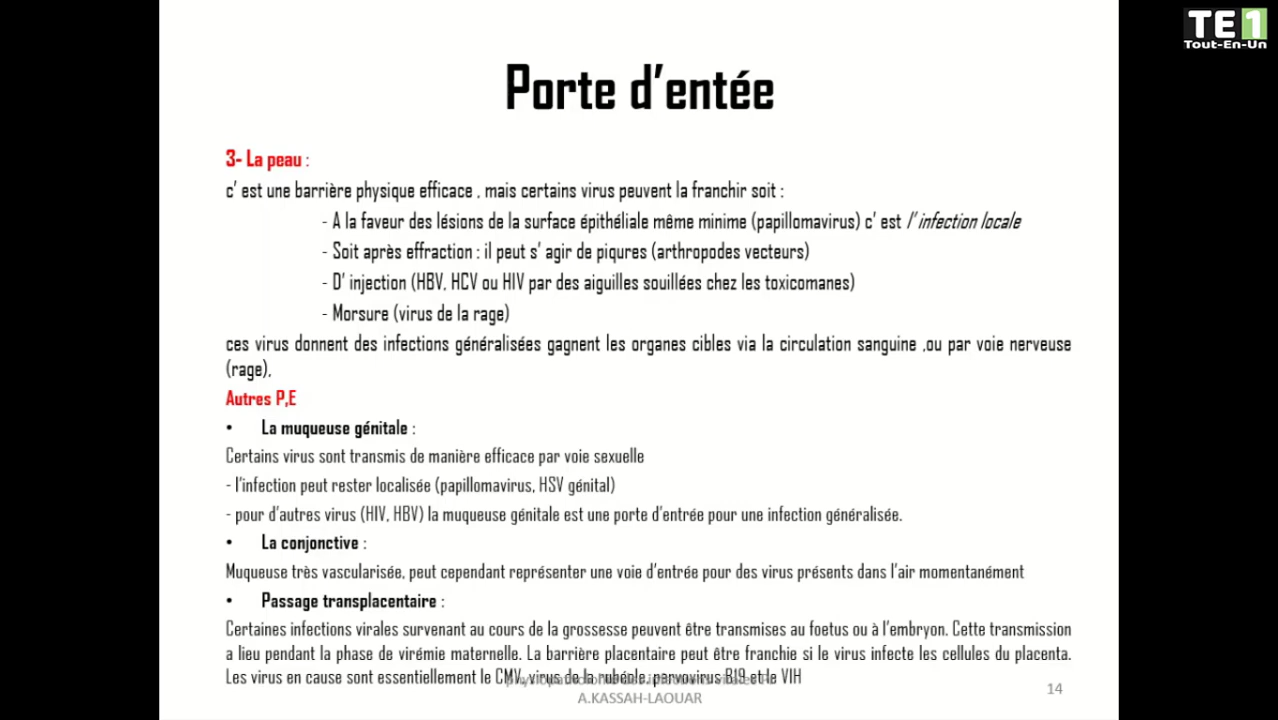 TE1
Tout-En-Un
Porte d’entée
3- La peau :
c’ est une barrière physique efficace , mais certains virus peuvent la franchir soit :
- A la faveur des lésions de la surface épithéliale même minime (papillomavirus) c’ est l’ infection locale
- Soit après effraction : il peut s’ agir de piqures (arthropodes vecteurs)
- D’ injection (HBV, HCV ou HIV par des aiguilles souillées chez les toxicomanes)
- Morsure (virus de la rage)
ces virus donnent des infections généralisées gagnent les organes cibles via la circulation sanguine ,ou par voie nerveuse
(rage),
Autres P,E
• La muqueuse génitale :
Certains virus sont transmis de manière efficace par voie sexuelle
- l’infection peut rester localisée (papillomavirus, HSV génital)
- pour d’autres virus (HIV, HBV) la muqueuse génitale est une porte d’entrée pour une infection généralisée.
• La conjonctive :
Muqueuse très vascularisée, peut cependant représenter une voie d’entrée pour des virus présents dans l’air momentanément
• Passage transplacentaire :
Certaines infections virales survenant au cours de la grossesse peuvent être transmises au foetus ou à l’embryon. Cette transmission
a lieu pendant la phase de virémie maternelle. La barrière placentaire peut être franchie si le virus infecte les cellules du placenta.
Les virus en cause sont essentiellement le CMV, virus de la rubéole, parvovirus B19 et le VIH
A.KASSAH-LAOUAR
14